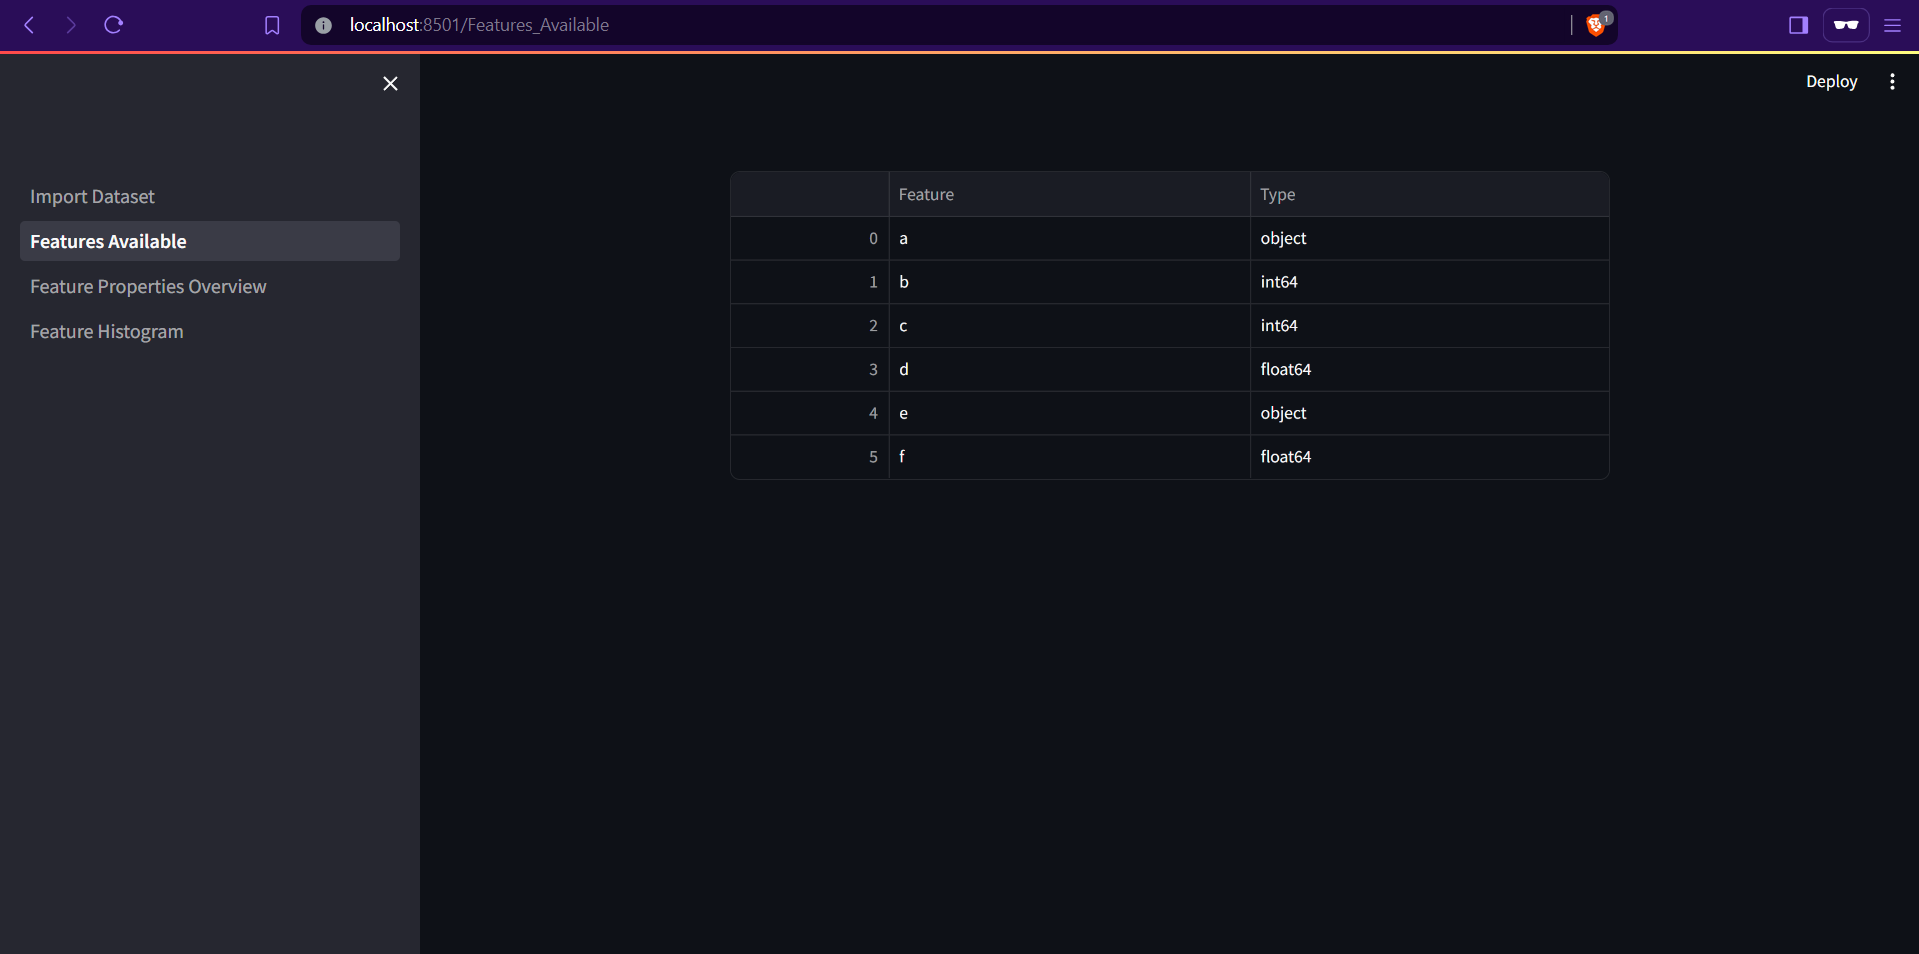 localhost:8501/Features_Available
1
Deploy
Import Dataset
Features Available
Feature Properties Overview
Feature Histogram
Feature Type
0 a object
1 b int64
2 c int64
3 d float64
4 e object
5 f float64